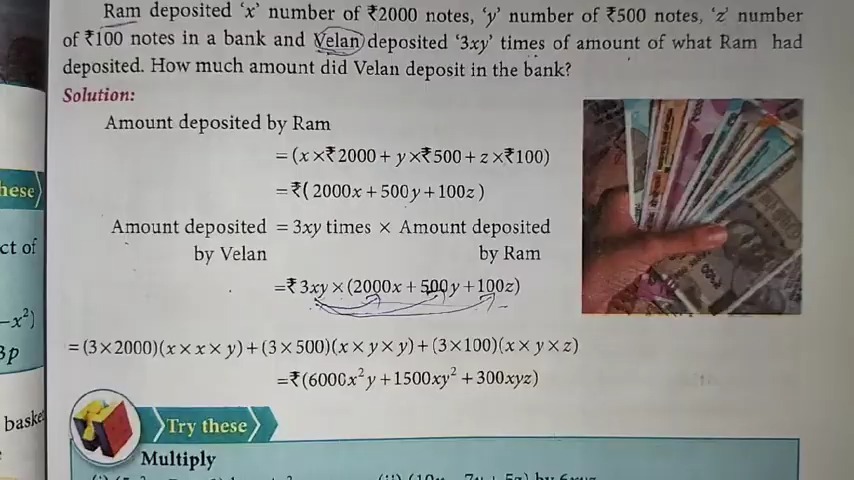 Ram deposited ‘x’ number of ₹2000 notes, ‘y’ number of ₹500 notes, ‘z’ number
of ₹100 notes in a bank and Velan deposited ‘3xy’ times of amount of what Ram had
deposited. How much amount did Velan deposit in the bank?
Solution:
Amount deposited by Ram
= (x×₹2000 + y×₹500 + z×₹100)
= ₹( 2000x + 500y + 100z )
Amount deposited = 3xy times × Amount deposited
by Velan by Ram
=₹ 3xy × (2000x + 500y + 100z)
= (3×2000)(x×x×y) + (3×500)(x×y×y) + (3×100)(x×y×z)
=₹(6000x²y + 1500xy² + 300xyz)
Try these
Multiply
hese
ct of
–x²)
3p
baske